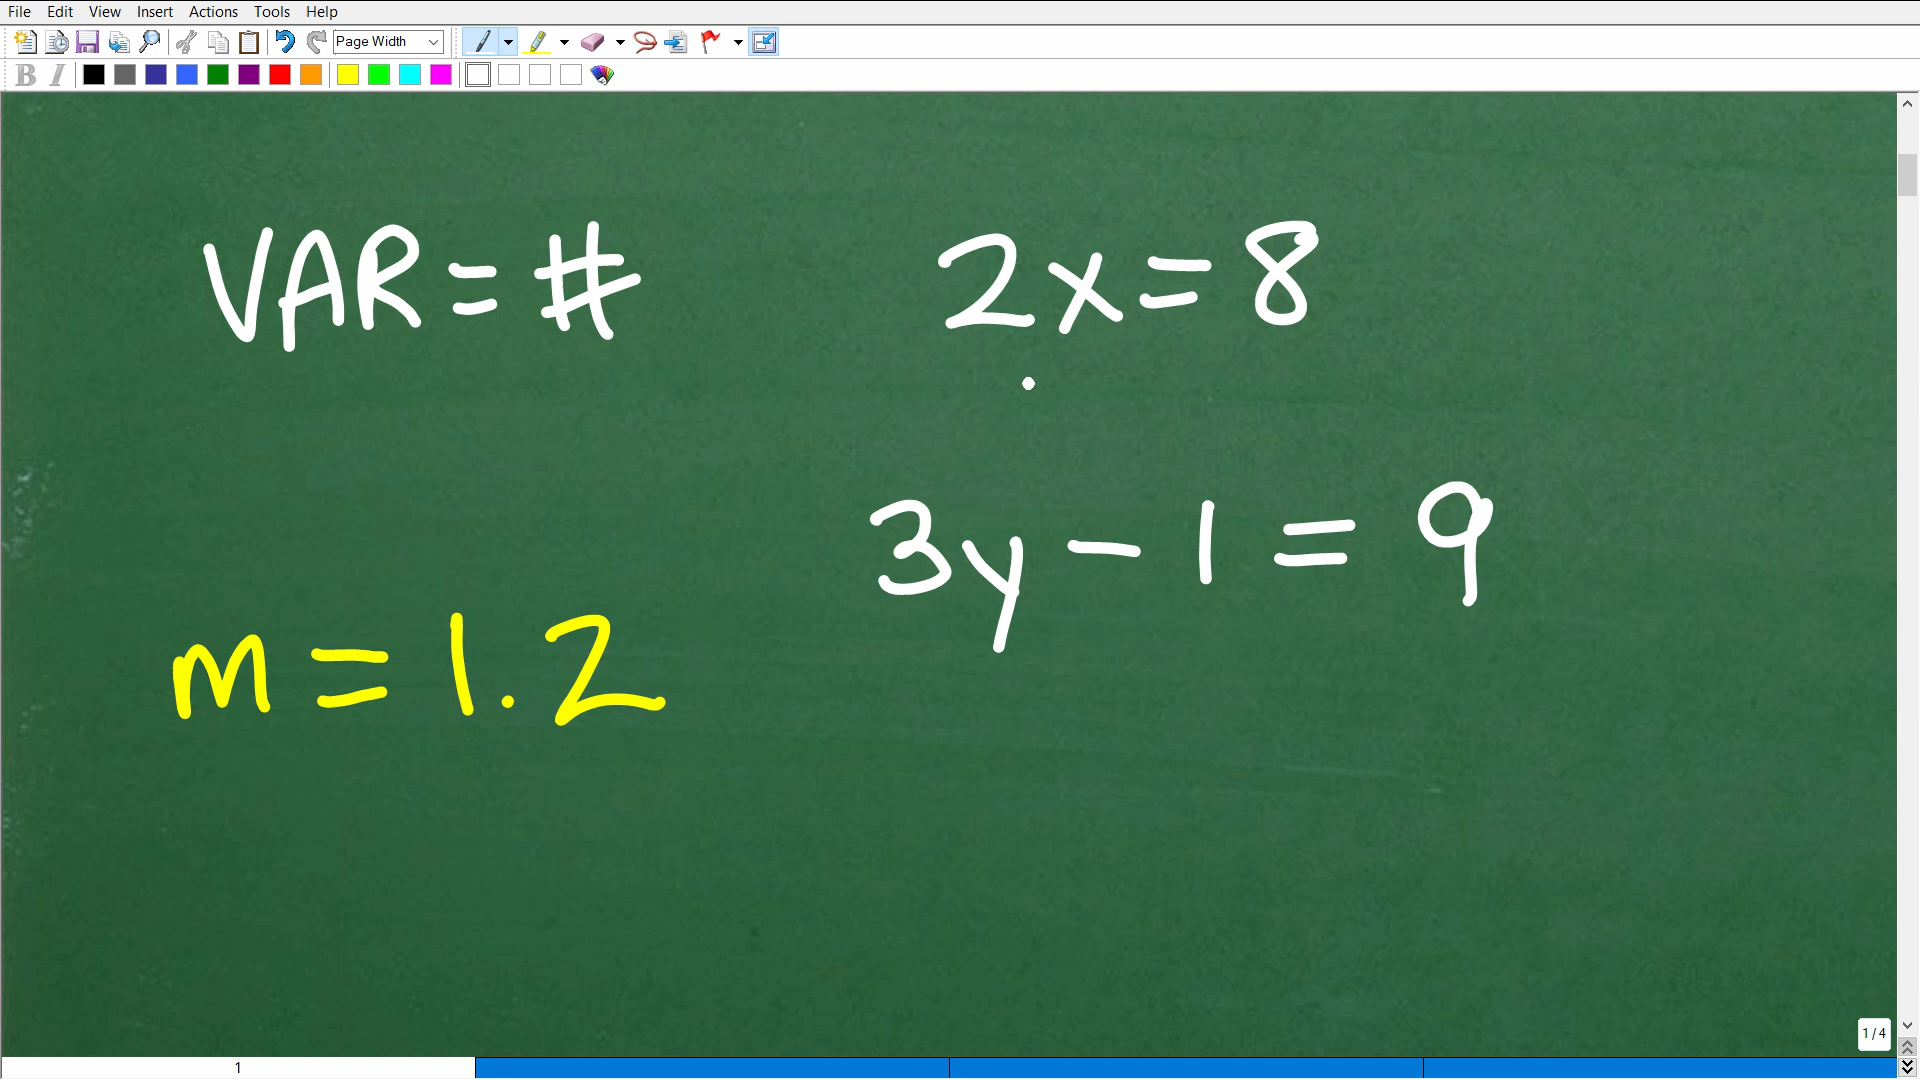 File Edit View Insert Actions Tools Help
Page Width
B I
VAR = #
2x = 8
3y - 1 = 9
m = 1.2
1 / 4
1